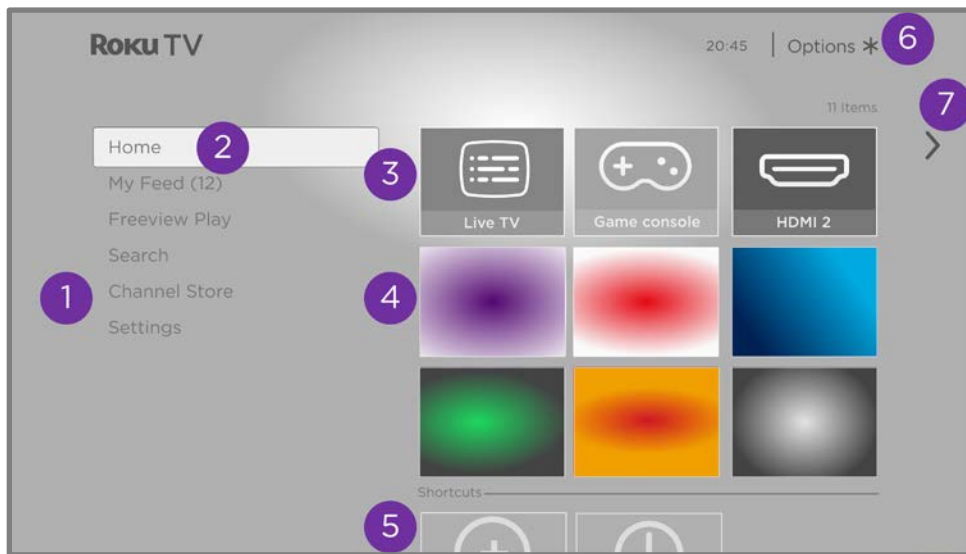 Roku TV
20:45 | Options *
6
7
11 Items
Home
2
My Feed (12)
Freeview Play
Search
1
Channel Store
Settings
3
Live TV
Game console
HDMI 2
4
Shortcuts
5